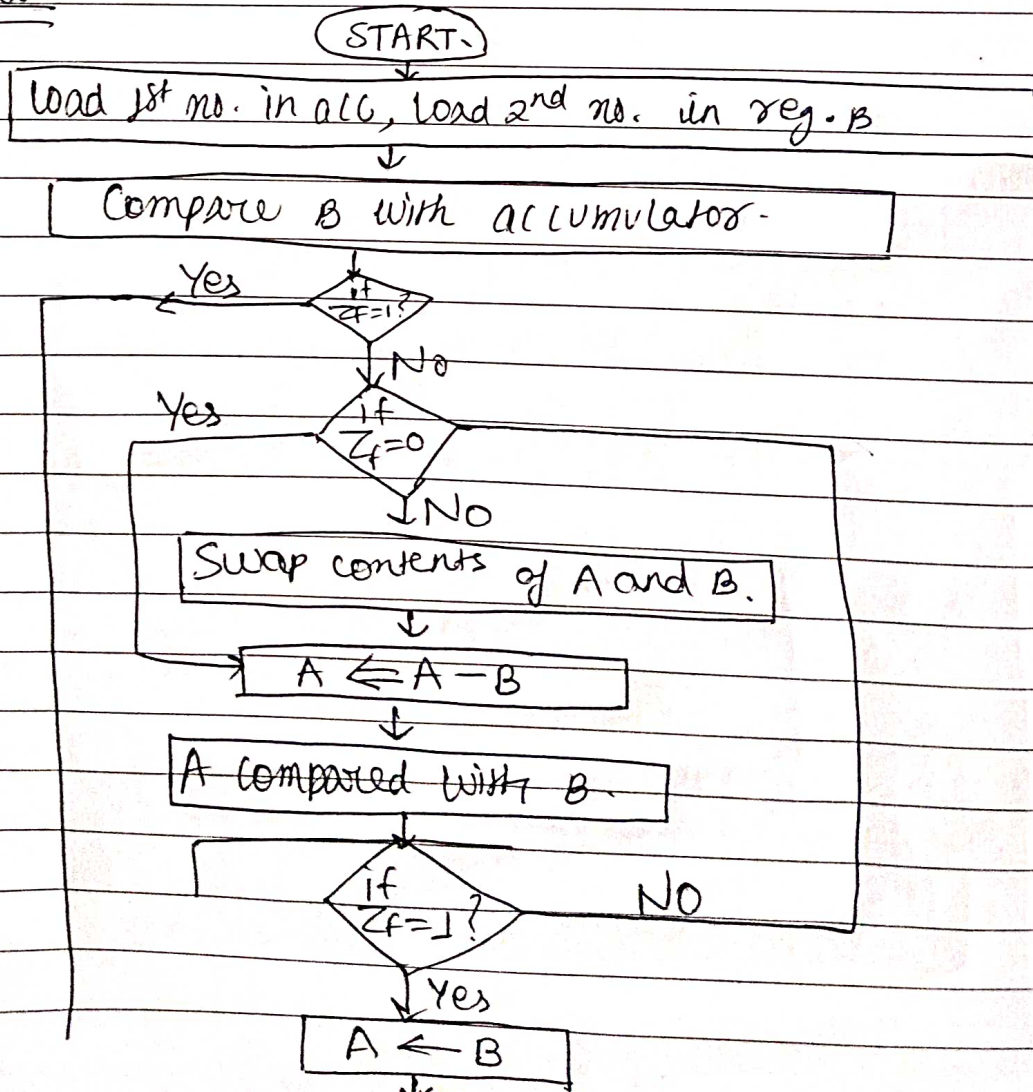 START.
Load 1st no. in acc, Load 2nd no. in reg. B
Compare B with accumulator.
Yes
if
ZF=1?
No
Yes
if
Zf=0
NO
Swap contents of A and B.
A ⇐ A - B
A compared with B.
if
ZF=1?
NO
Yes
A ← B